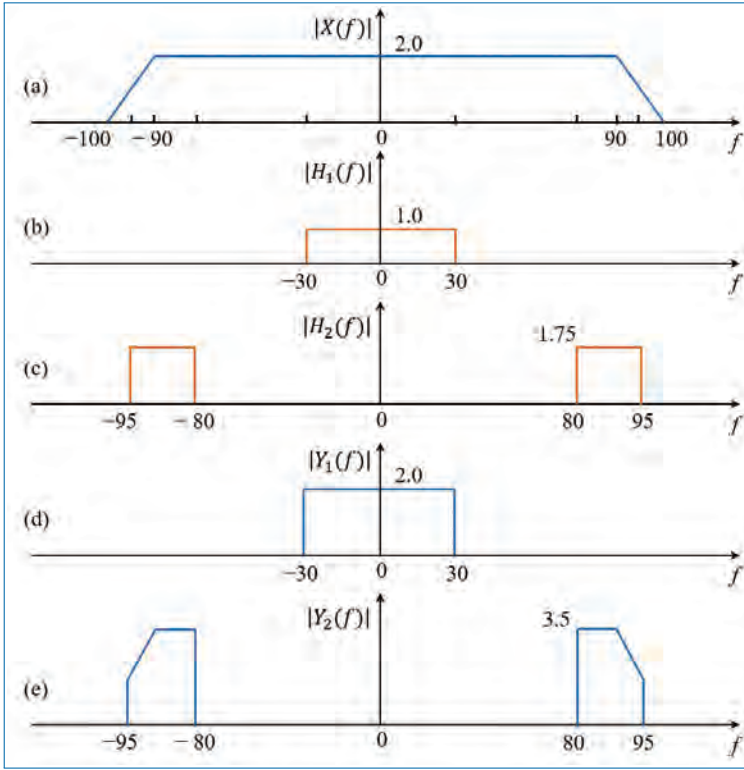 |X(f)|
2.0
(a)
−100 −90 0 90 100 f
|H₁(f)|
1.0
(b)
−30 0 30 f
|H₂(f)|
1.75
(c)
−95 −80 0 80 95 f
|Y₁(f)|
2.0
(d)
−30 0 30 f
|Y₂(f)|
3.5
(e)
−95 −80 0 80 95 f